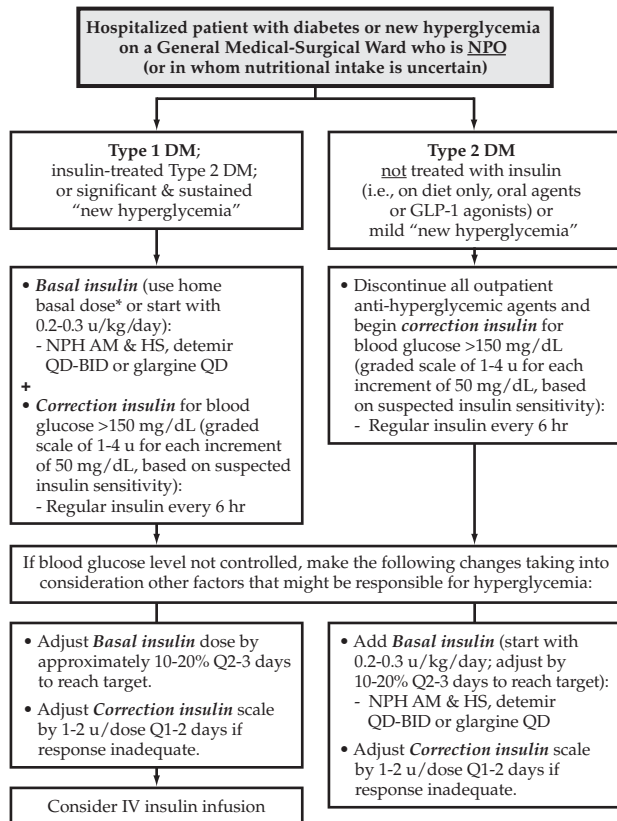 Hospitalized patient with diabetes or new hyperglycemia
on a General Medical-Surgical Ward who is NPO
(or in whom nutritional intake is uncertain)
Type 1 DM;
insulin-treated Type 2 DM;
or significant & sustained
“new hyperglycemia”
Type 2 DM
not treated with insulin
(i.e., on diet only, oral agents
or GLP-1 agonists) or
mild “new hyperglycemia”
• Basal insulin (use home
basal dose* or start with
0.2-0.3 u/kg/day):
- NPH AM & HS, detemir
QD-BID or glargine QD
+
• Correction insulin for blood
glucose >150 mg/dL (graded
scale of 1-4 u for each increment
of 50 mg/dL, based on suspected
insulin sensitivity):
- Regular insulin every 6 hr
• Discontinue all outpatient
anti-hyperglycemic agents and
begin correction insulin for
blood glucose >150 mg/dL
(graded scale of 1-4 u for each
increment of 50 mg/dL, based
on suspected insulin sensitivity):
- Regular insulin every 6 hr
If blood glucose level not controlled, make the following changes taking into
consideration other factors that might be responsible for hyperglycemia:
• Adjust Basal insulin dose by
approximately 10-20% Q2-3 days
to reach target.
• Adjust Correction insulin scale
by 1-2 u/dose Q1-2 days if
response inadequate.
Consider IV insulin infusion
• Add Basal insulin (start with
0.2-0.3 u/kg/day; adjust by
10-20% Q2-3 days to reach target):
- NPH AM & HS, detemir
QD-BID or glargine QD
• Adjust Correction insulin scale
by 1-2 u/dose Q1-2 days if
response inadequate.